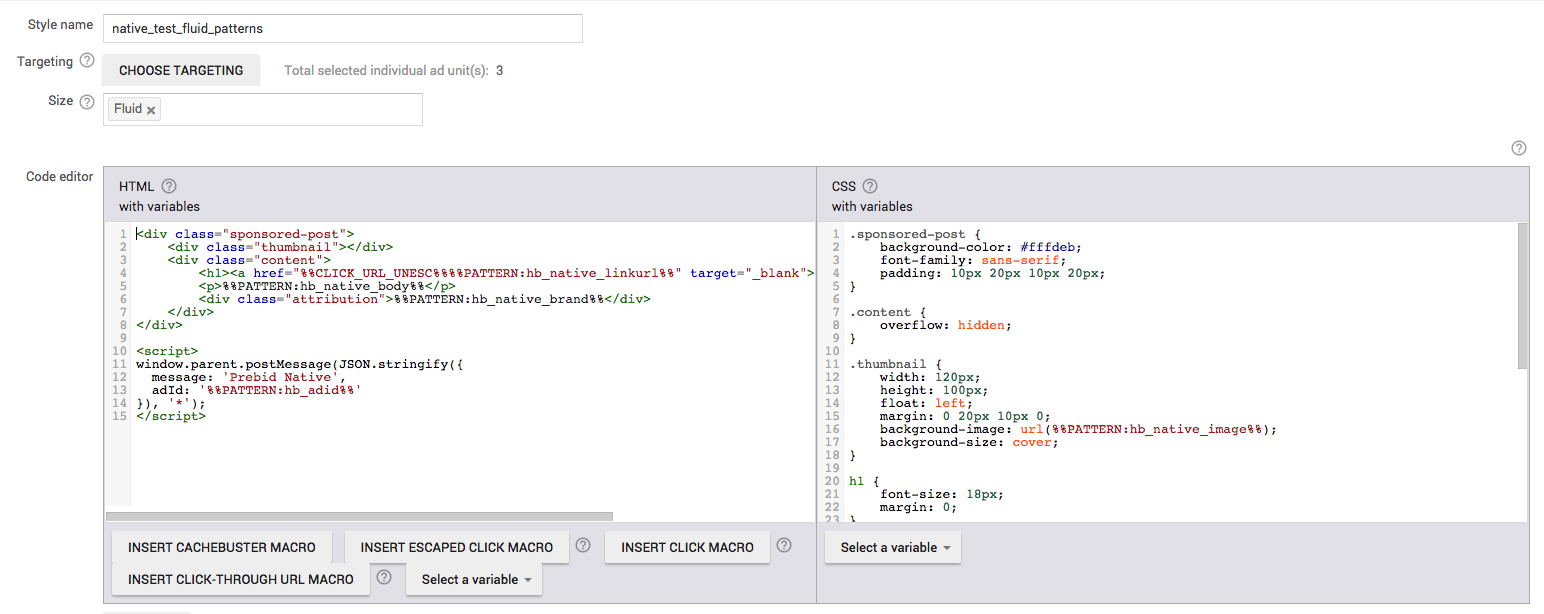 Style name native_test_fluid_patterns
Targeting ? CHOOSE TARGETING Total selected individual ad unit(s): 3
Size ? Fluid ×
?
Code editor
HTML ?
with variables
1 <div class="sponsored-post">
2     <div class="thumbnail"></div>
3     <div class="content">
4         <h1><a href="%%CLICK_URL_UNESC%%%%PATTERN:hb_native_linkurl%%" target="_blank">
5         <p>%%PATTERN:hb_native_body%%</p>
6         <div class="attribution">%%PATTERN:hb_native_brand%%</div>
7     </div>
8 </div>
9
10 <script>
11 window.parent.postMessage(JSON.stringify({
12   message: 'Prebid Native',
13   adId: '%%PATTERN:hb_adid%%'
14 }), '*');
15 </script>
INSERT CACHEBUSTER MACRO INSERT ESCAPED CLICK MACRO ? INSERT CLICK MACRO ?
INSERT CLICK-THROUGH URL MACRO ? Select a variable
CSS ?
with variables
1 .sponsored-post {
2     background-color: #fffdeb;
3     font-family: sans-serif;
4     padding: 10px 20px 10px 20px;
5 }
6
7 .content {
8     overflow: hidden;
9 }
10
11 .thumbnail {
12     width: 120px;
13     height: 100px;
14     float: left;
15     margin: 0 20px 10px 0;
16     background-image: url(%%PATTERN:hb_native_image%%);
17     background-size: cover;
18 }
19
20 h1 {
21     font-size: 18px;
22     margin: 0;
23 }
Select a variable